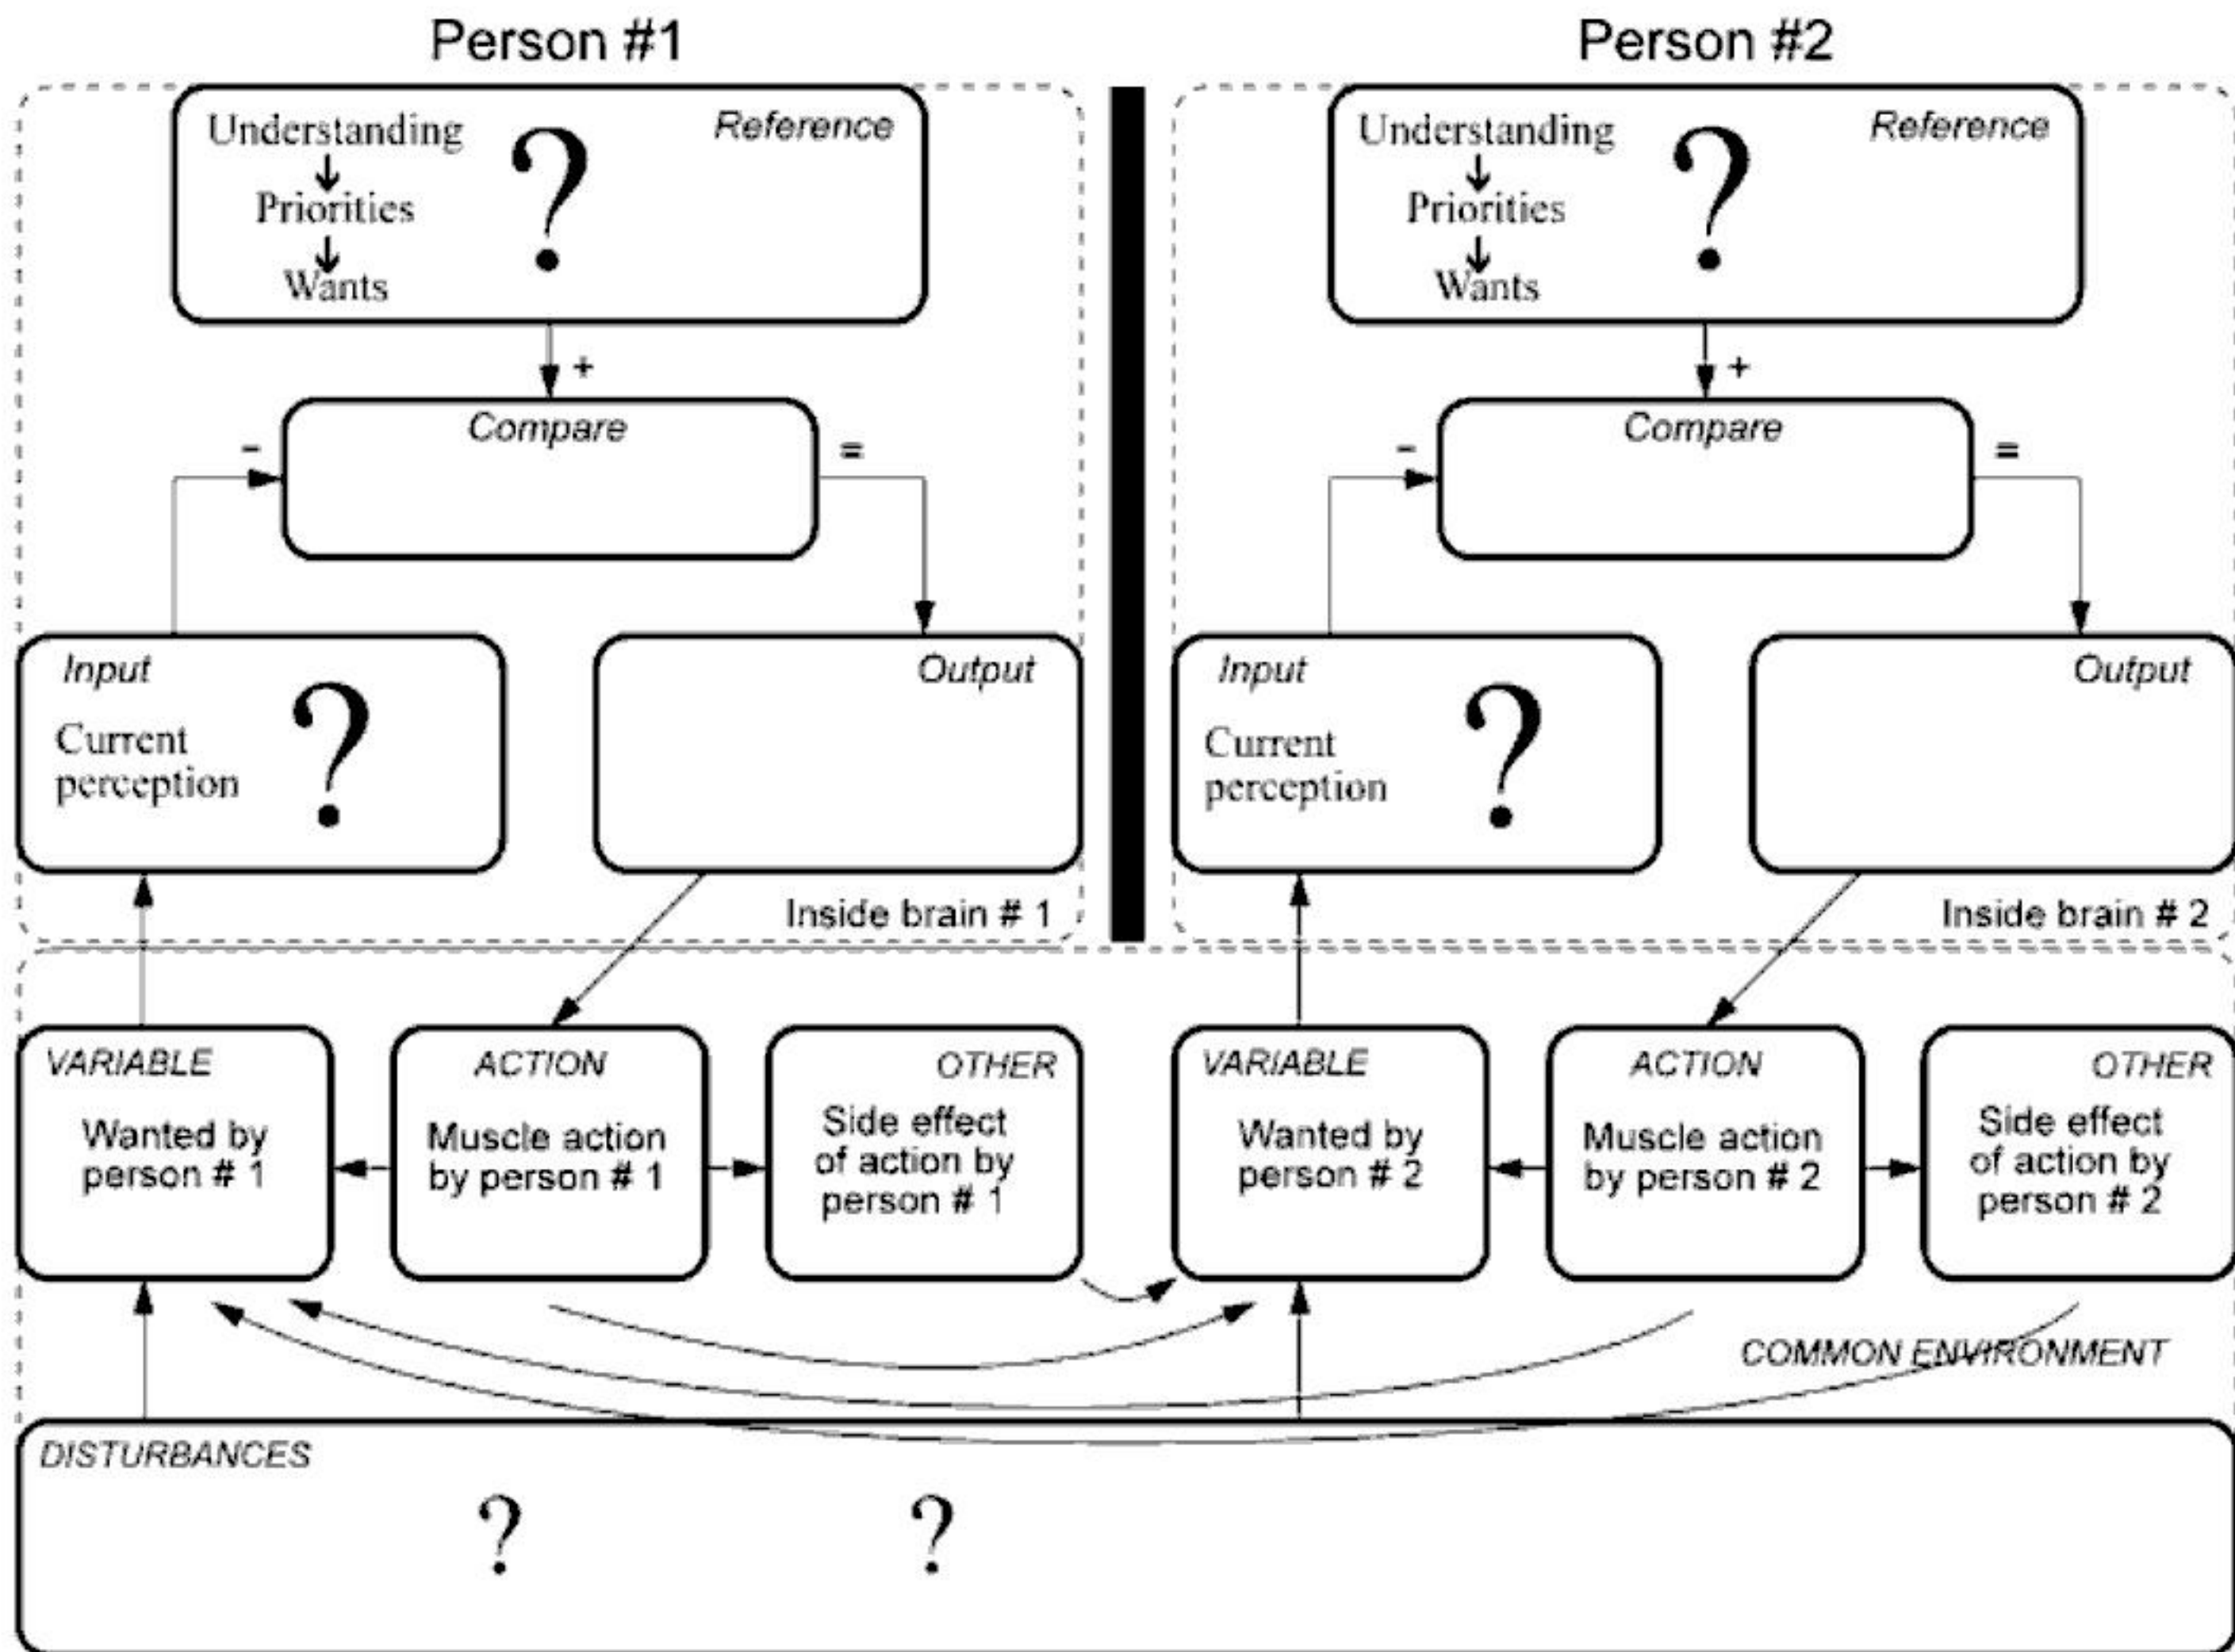 Person #1
Understanding
Priorities
Wants
?
Reference
+
Compare
-
=
Input
Current
perception
?
Output
Inside brain # 1
Person #2
Understanding
Priorities
Wants
?
Reference
+
Compare
-
=
Input
Current
perception
?
Output
Inside brain # 2
VARIABLE
Wanted by
person # 1
ACTION
Muscle action
by person # 1
OTHER
Side effect
of action by
person # 1
VARIABLE
Wanted by
person # 2
ACTION
Muscle action
by person # 2
OTHER
Side effect
of action by
person # 2
COMMON ENVIRONMENT
DISTURBANCES
?
?